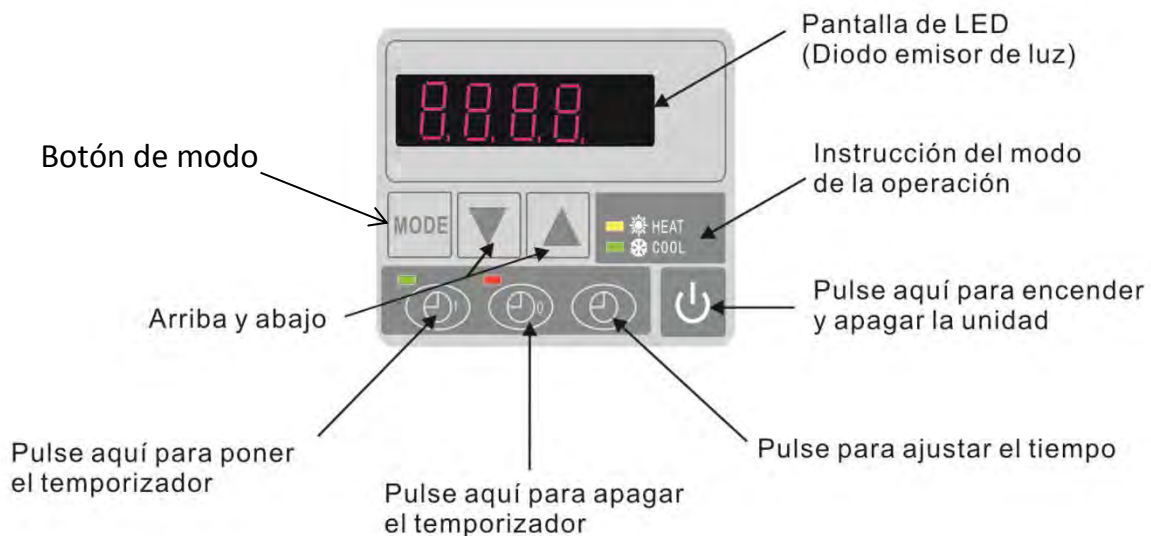 Pantalla de LED
(Diodo emisor de luz)
8.8.8.8.
Botón de modo
Instrucción del modo
de la operación
MODE
HEAT
COOL
Arriba y abajo
1
0
Pulse aquí para encender
y apagar la unidad
Pulse aquí para poner
el temporizador
Pulse para ajustar el tiempo
Pulse aquí para apagar
el temporizador